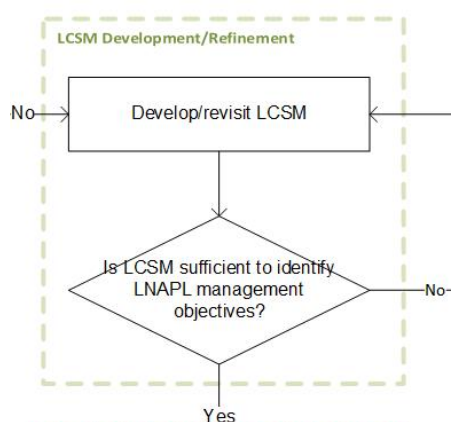 LCSM Development/Refinement
No
Develop/revisit LCSM
Is LCSM sufficient to identify
LNAPL management
objectives?
No
Yes